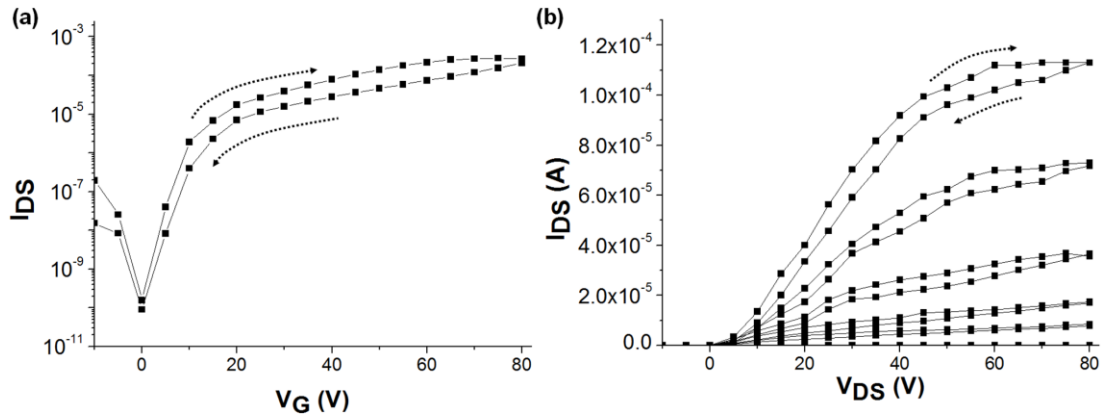 (a)
10⁻³
10⁻⁵
10⁻⁷
10⁻⁹
10⁻¹¹
I_DS
0 20 40 60 80
V_G (V)
(b)
1.2x10⁻⁴
1.0x10⁻⁴
8.0x10⁻⁵
6.0x10⁻⁵
4.0x10⁻⁵
2.0x10⁻⁵
0.0
I_DS (A)
0 20 40 60 80
V_DS (V)